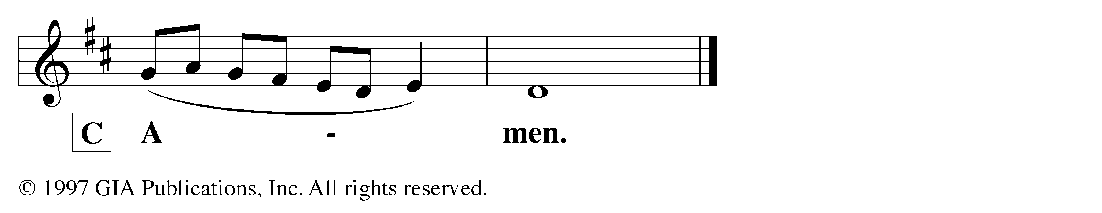 C A - men.
© 1997 GIA Publications, Inc. All rights reserved.